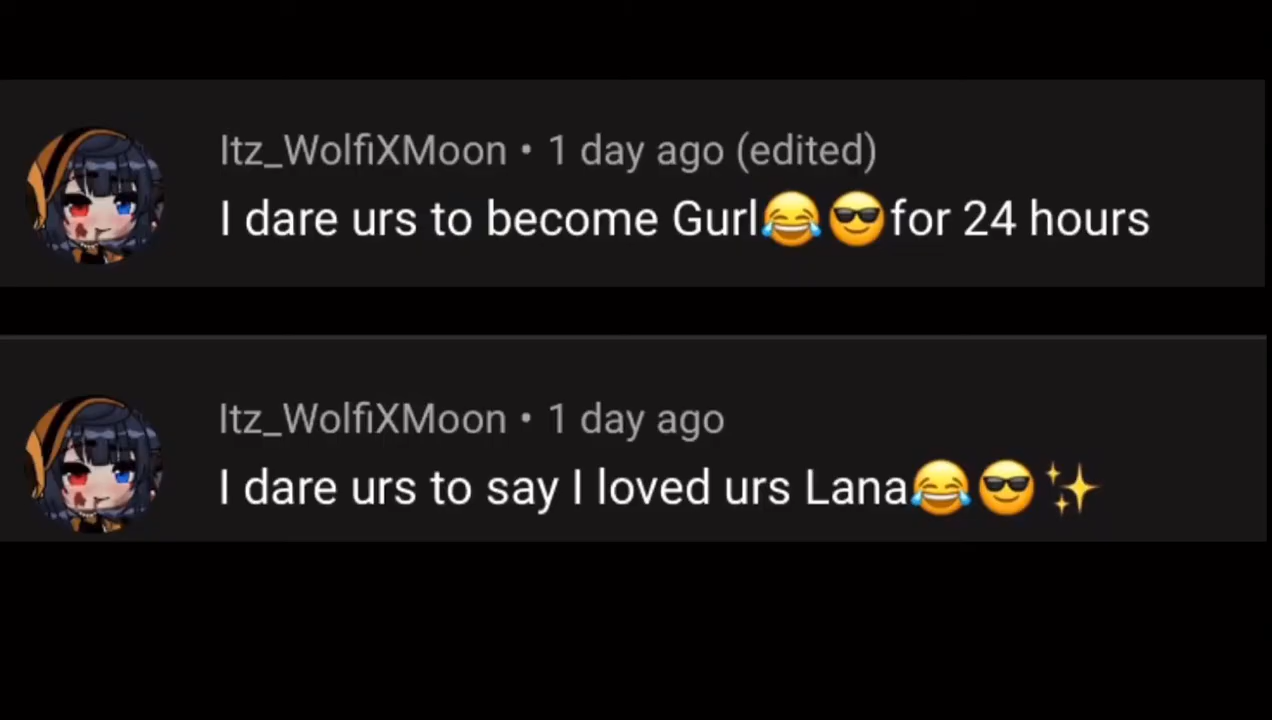 Itz_WolfiXMoon • 1 day ago (edited)
I dare urs to become Gurl😂😎for 24 hours
Itz_WolfiXMoon • 1 day ago
I dare urs to say I loved urs Lana😂😎✨